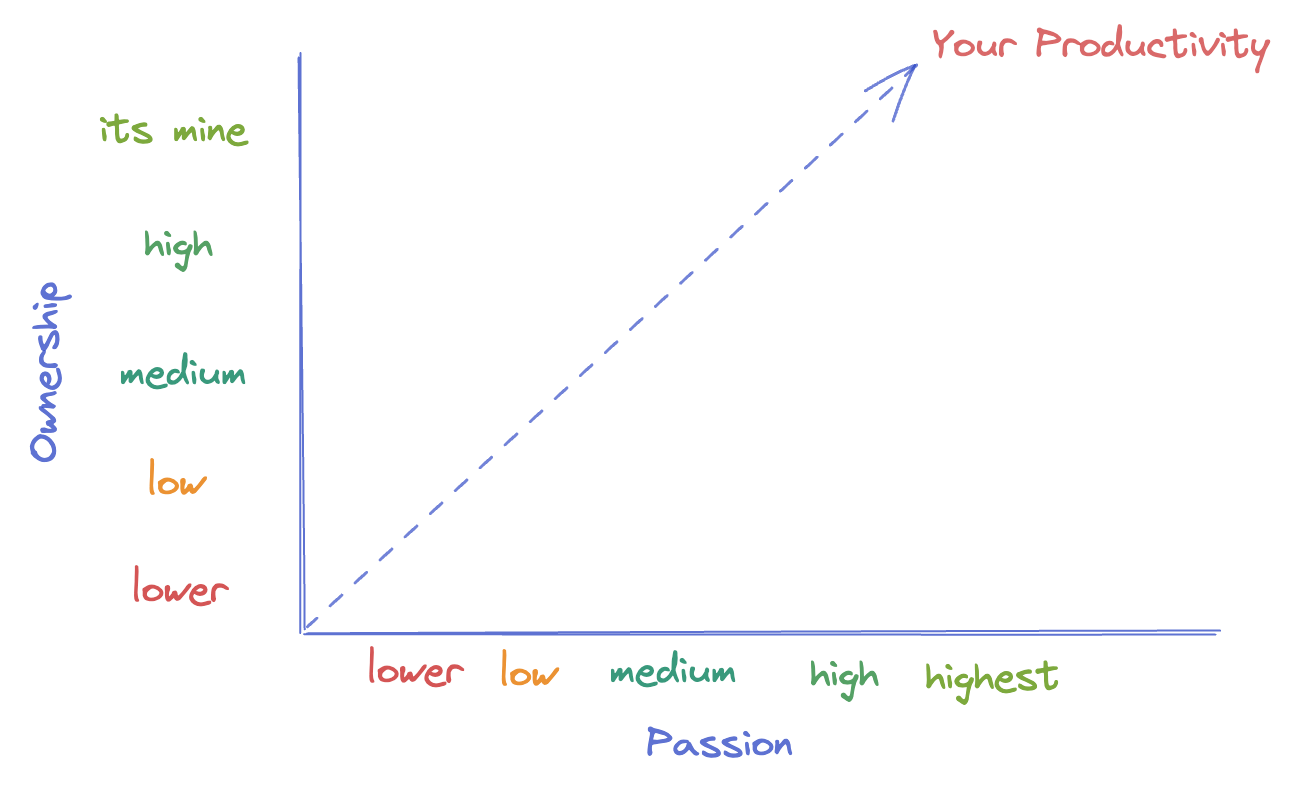 Your Productivity
its mine
high
medium
low
lower
Ownership
lower low medium high highest
Passion